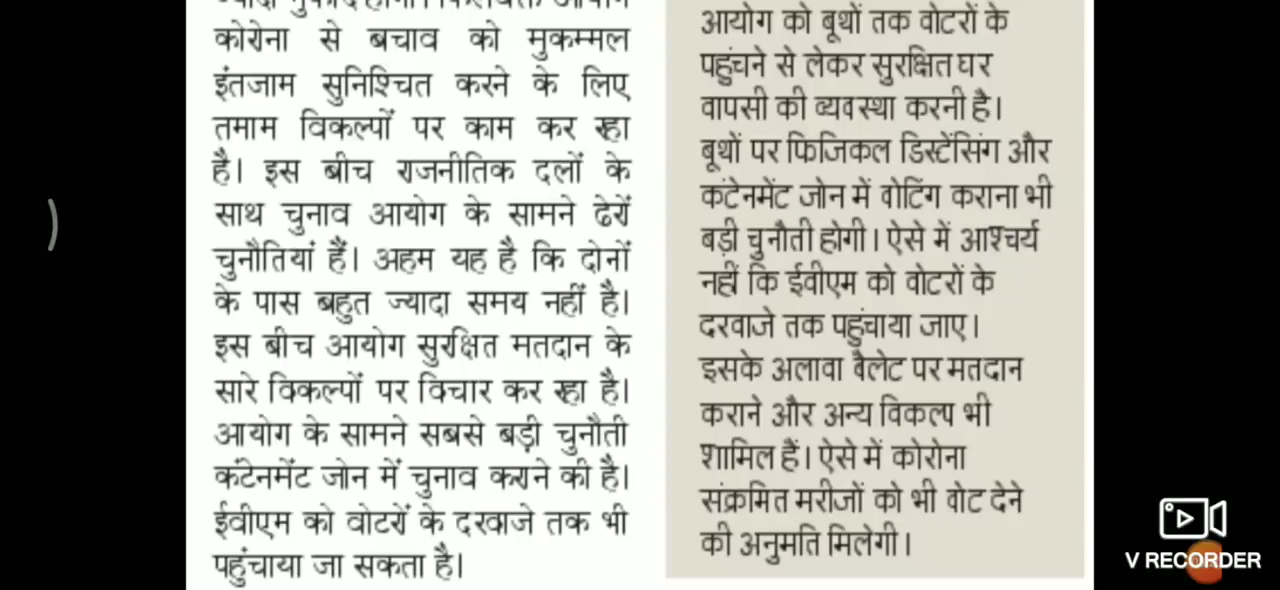 कोरोना से बचाव को मुकम्मल
इंतजाम सुनिश्चित करने के लिए
तमाम विकल्पों पर काम कर रहा
है। इस बीच राजनीतिक दलों के
साथ चुनाव आयोग के सामने ढेरों
चुनौतियां हैं। अहम यह है कि दोनों
के पास बहुत ज्यादा समय नहीं है।
इस बीच आयोग सुरक्षित मतदान के
सारे विकल्पों पर विचार कर रहा है।
आयोग के सामने सबसे बड़ी चुनौती
कंटेनमेंट जोन में चुनाव कराने की है।
ईवीएम को वोटरों के दरवाजे तक भी
पहुंचाया जा सकता है।
आयोग को बूथों तक वोटरों के
पहुंचने से लेकर सुरक्षित घर
वापसी की व्यवस्था करनी है।
बूथों पर फिजिकल डिस्टेंसिंग और
कंटेनमेंट जोन में वोटिंग कराना भी
बड़ी चुनौती होगी। ऐसे में आश्चर्य
नहीं कि ईवीएम को वोटरों के
दरवाजे तक पहुंचाया जाए।
इसके अलावा बैलेट पर मतदान
कराने और अन्य विकल्प भी
शामिल हैं। ऐसे में कोरोना
संक्रमित मरीजों को भी वोट देने
की अनुमति मिलेगी।
V RECORDER